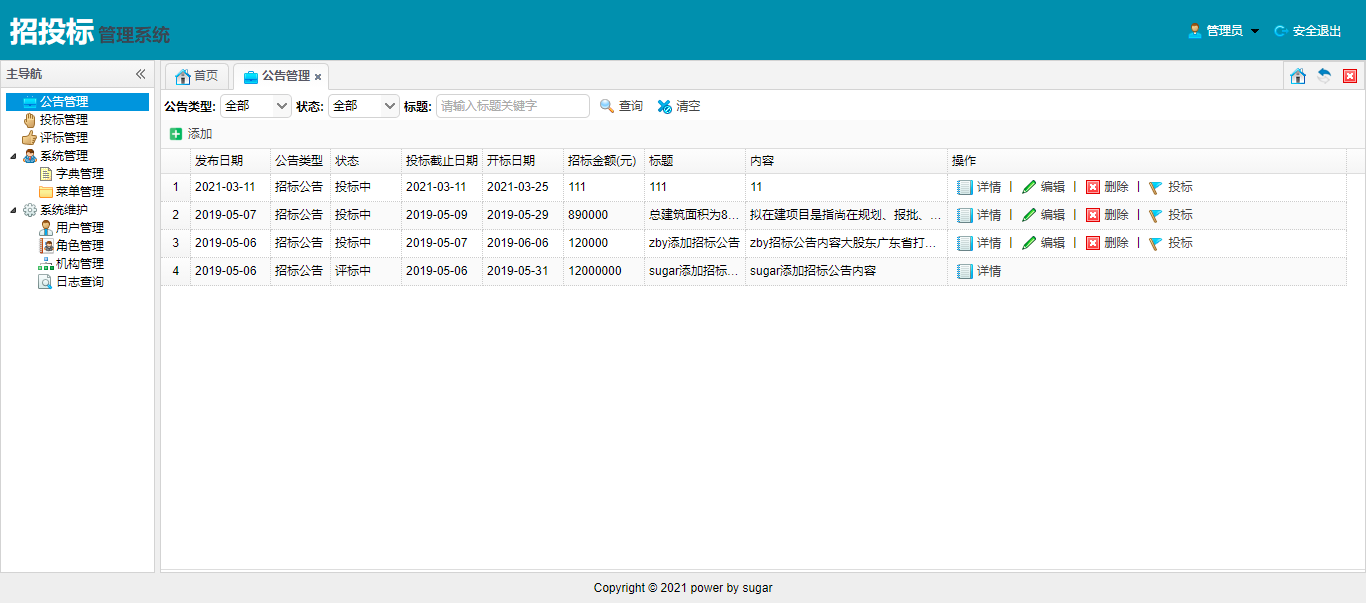 招投标 管理系统
管理员 安全退出
主导航
首页 公告管理
公告管理
投标管理
评标管理
系统管理
字典管理
菜单管理
系统维护
用户管理
角色管理
机构管理
日志查询
公告类型: 全部 状态: 全部 标题: 请输入标题关键字 查询 清空
添加
发布日期 公告类型 状态 投标截止日期 开标日期 招标金额(元) 标题 内容 操作
1 2021-03-11 招标公告 投标中 2021-03-11 2021-03-25 111 111 11 详情 | 编辑 | 删除 | 投标
2 2019-05-07 招标公告 投标中 2019-05-09 2019-05-29 890000 总建筑面积为8... 拟在建项目是指尚在规划、报批、... 详情 | 编辑 | 删除 | 投标
3 2019-05-06 招标公告 投标中 2019-05-07 2019-06-06 120000 zby添加招标公告 zby招标公告内容大股东广东省打... 详情 | 编辑 | 删除 | 投标
4 2019-05-06 招标公告 评标中 2019-05-06 2019-05-31 12000000 sugar添加招标... sugar添加招标公告内容 详情
Copyright © 2021 power by sugar